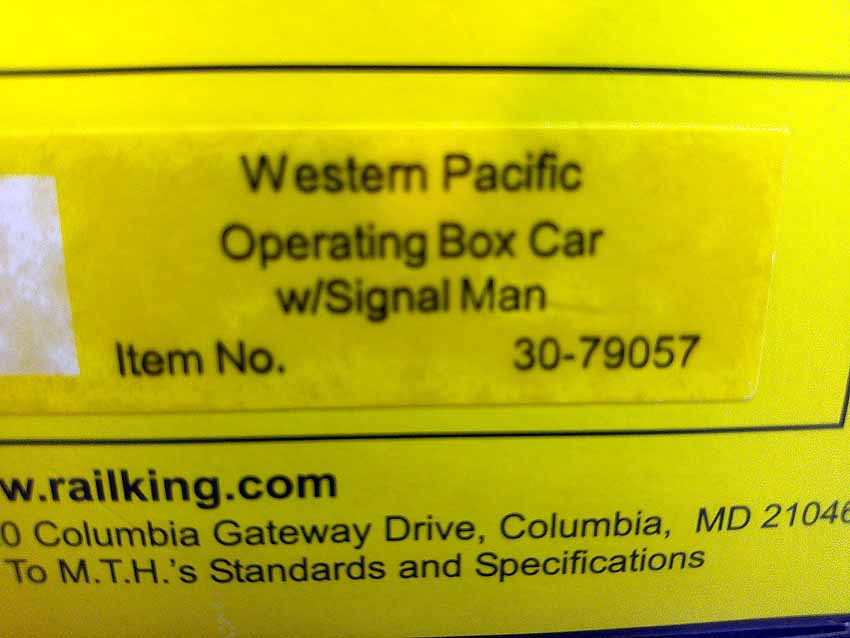 Western Pacific
Operating Box Car
w/Signal Man
Item No. 30-79057
w.railking.com
0 Columbia Gateway Drive, Columbia, MD 21046
To M.T.H.'s Standards and Specifications